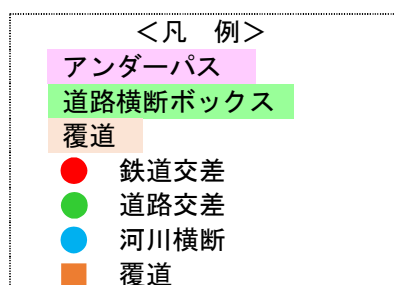 ＜凡　例＞
アンダーパス
道路横断ボックス
覆道
鉄道交差
道路交差
河川横断
覆道